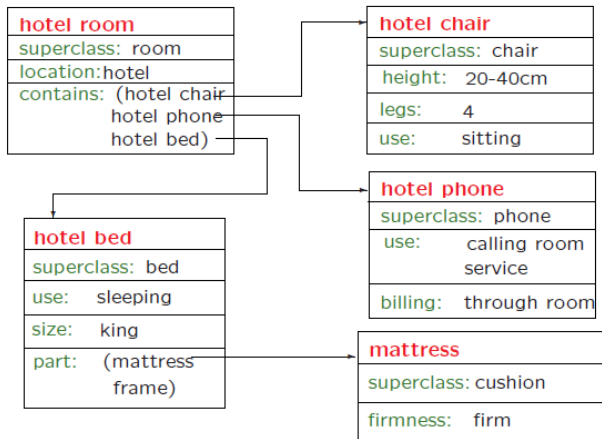 hotel room
superclass: room
location:hotel
contains: (hotel chair
hotel phone
hotel bed)
hotel chair
superclass: chair
height: 20-40cm
legs: 4
use: sitting
hotel phone
superclass: phone
use: calling room
service
billing: through room
hotel bed
superclass: bed
use: sleeping
size: king
part: (mattress
frame)
mattress
superclass: cushion
firmness: firm